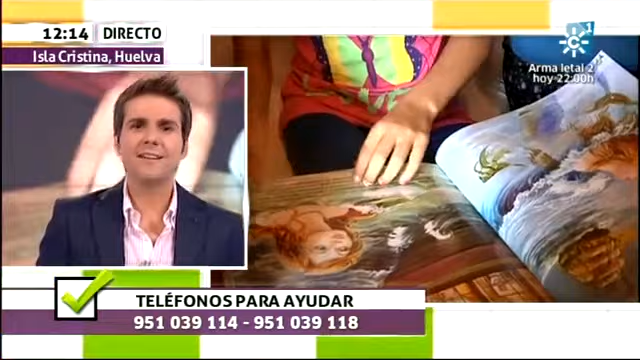 12:14 DIRECTO
Isla Cristina, Huelva
1
Arma letal 2
hoy 22:00h
TELÉFONOS PARA AYUDAR
951 039 114 - 951 039 118